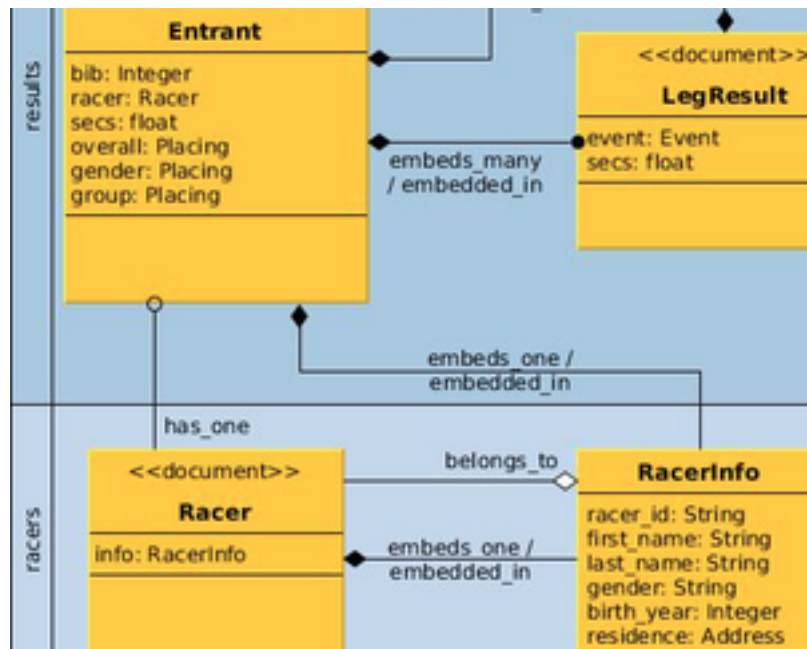 results
Entrant
bib: Integer
racer: Racer
secs: float
overall: Placing
gender: Placing
group: Placing
<<document>>
LegResult
event: Event
secs: float
embeds_many
/ embedded_in
embeds_one /
embedded_in
has_one
racers
<<document>>
Racer
info: RacerInfo
belongs_to
embeds_one /
embedded_in
RacerInfo
racer_id: String
first_name: String
last_name: String
gender: String
birth_year: Integer
residence: Address